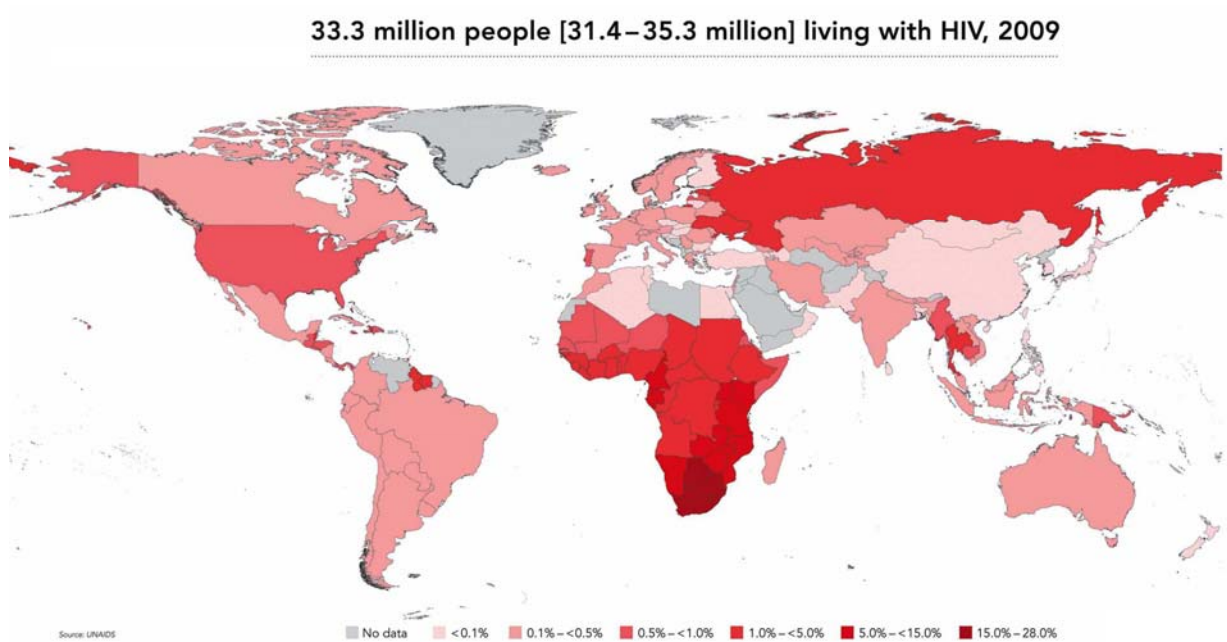 33.3 million people [31.4–35.3 million] living with HIV, 2009
Source: UNAIDS
No data <0.1% 0.1%–<0.5% 0.5%–<1.0% 1.0%–<5.0% 5.0%–<15.0% 15.0%–28.0%